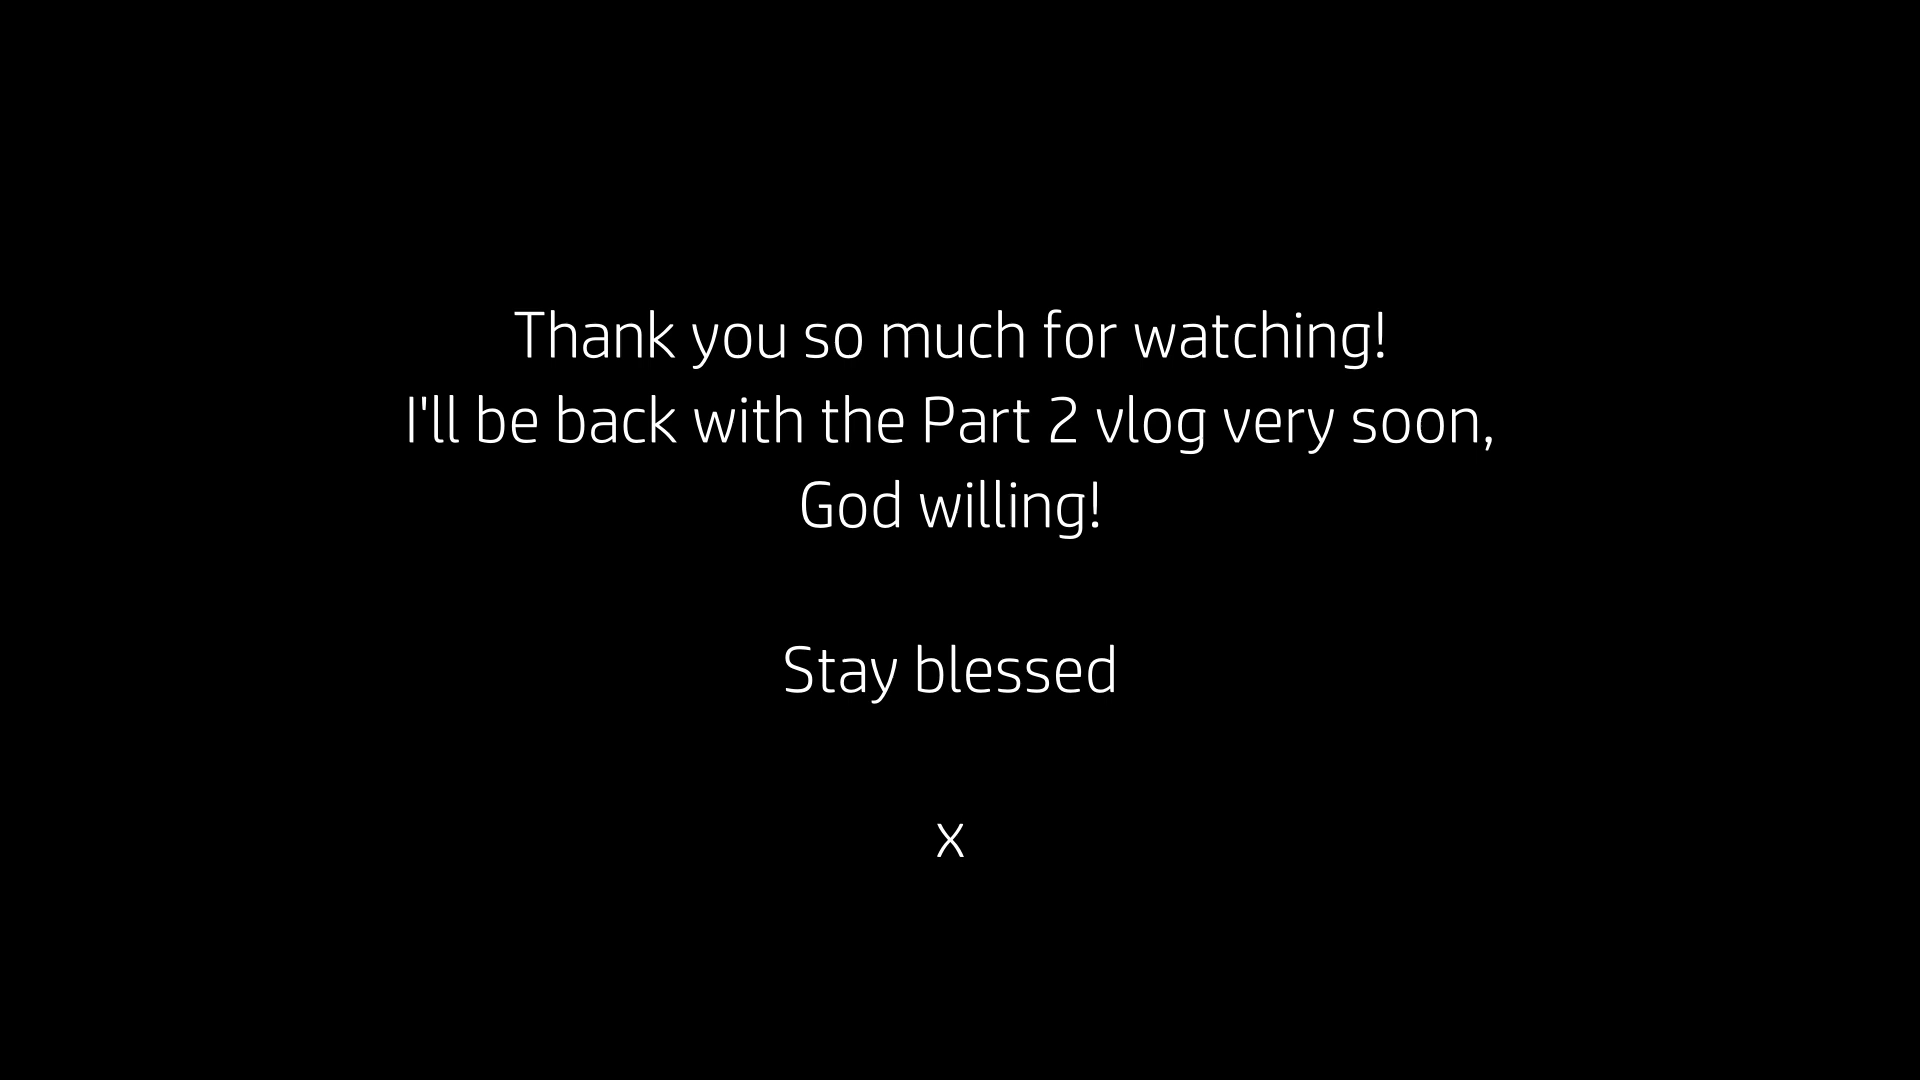 Thank you so much for watching!
I'll be back with the Part 2 vlog very soon,
God willing!
Stay blessed
x